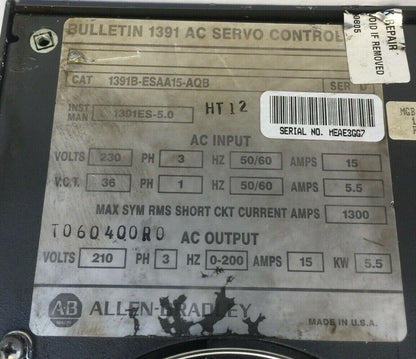 BULLETIN 1391 AC SERVO CONTROL
REPAIR
VOID IF REMOVED
CAT 1391B-ESAA15-AQB SER D
INST MAN 1391ES-5.0 HT12
SERIAL NO. MEAE3GG7
MGB
AC INPUT
VOLTS 230 PH 3 HZ 50/60 AMPS 15
V.C.T. 36 PH 1 HZ 50/60 AMPS 5.5
MAX SYM RMS SHORT CKT CURRENT AMPS 1300
T06Q4Q0R0 AC OUTPUT
VOLTS 210 PH 3 HZ 0-200 AMPS 15 KW 5.5
A-B ALLEN-BRADLEY
MADE IN U.S.A.